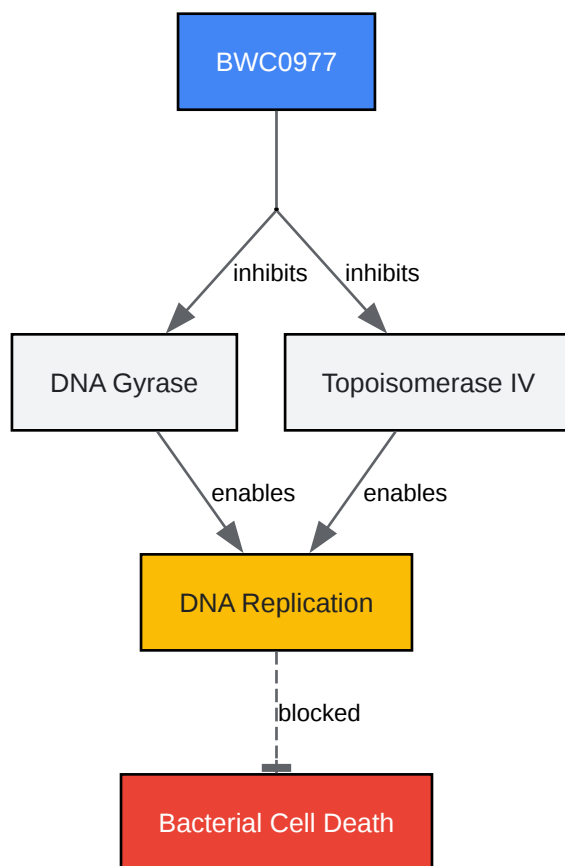 BWC0977
inhibits
inhibits
DNA Gyrase
Topoisomerase IV
enables
enables
DNA Replication
blocked
Bacterial Cell Death